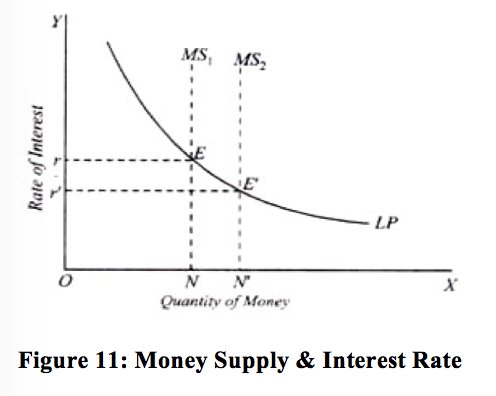 Y
MS1 MS2
Rate of Interest
r
E
r'
E'
LP
O N N' X
Quantity of Money
Figure 11: Money Supply & Interest Rate